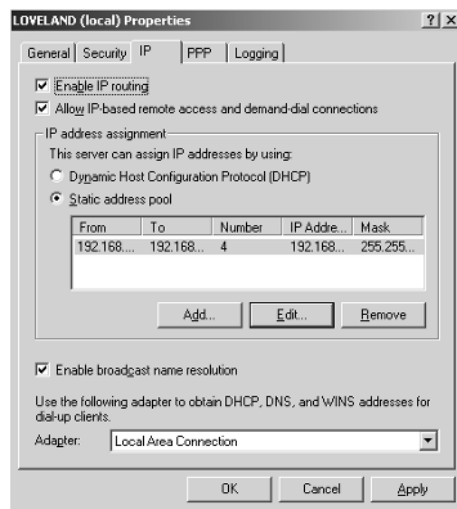 LOVELAND (local) Properties
General Security IP PPP Logging
Enable IP routing
Allow IP-based remote access and demand-dial connections
IP address assignment
This server can assign IP addresses by using:
Dynamic Host Configuration Protocol (DHCP)
Static address pool
From To Number IP Addre... Mask
192.168.... 192.168... 4 192.168... 255.255...
Add... Edit... Remove
Enable broadcast name resolution
Use the following adapter to obtain DHCP, DNS, and WINS addresses for
dial-up clients.
Adapter: Local Area Connection
OK Cancel Apply